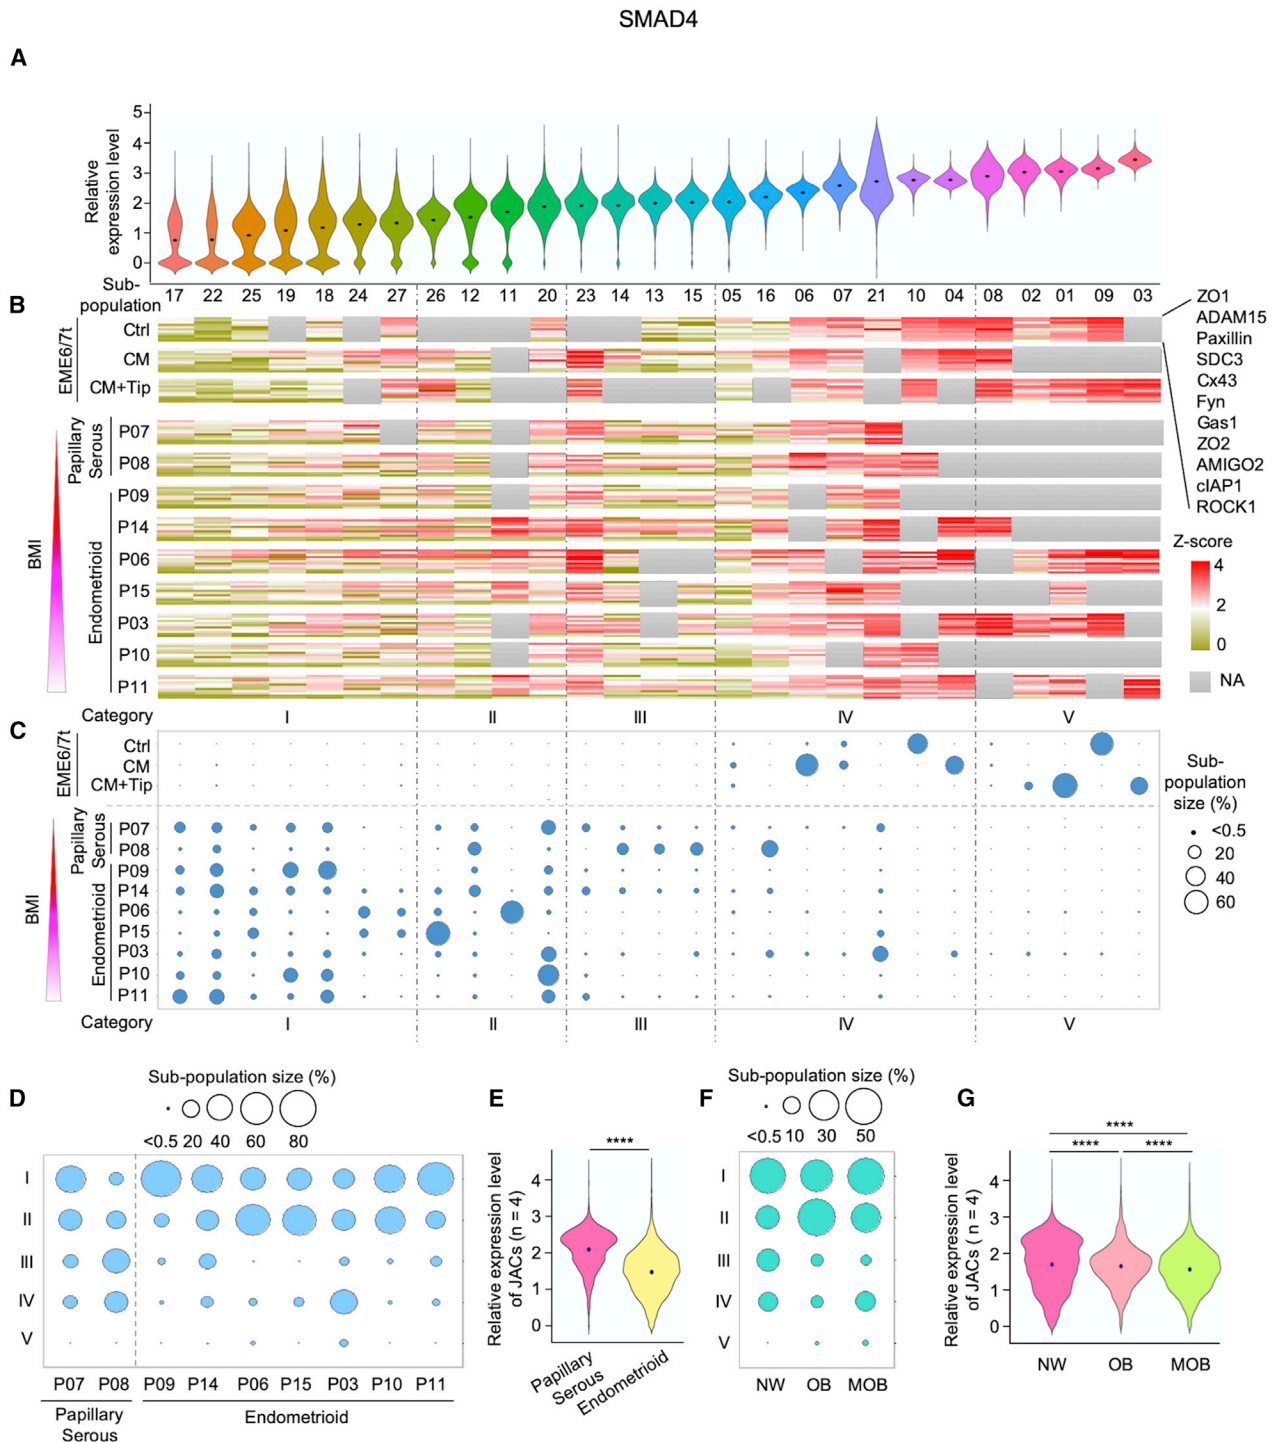 SMAD4
A
Relative
expression level
5
4
3
2
1
0
Sub-
population
17 22 25 19 18 24 27 26 12 11 20 23 14 13 15 05 16 06 07 21 10 04 08 02 01 09 03
B
EME6/7t
Ctrl
CM
CM+Tip
Papillary
Serous
P07
P08
BMI
Endometrioid
P09
P14
P06
P15
P03
P10
P11
Category I II III IV V
ZO1
ADAM15
Paxillin
SDC3
Cx43
Fyn
Gas1
ZO2
AMIGO2
cIAP1
ROCK1
Z-score
4
2
0
NA
C
EME6/7t
Ctrl
CM
CM+Tip
Papillary
Serous
P07
P08
BMI
Endometrioid
P09
P14
P06
P15
P03
P10
P11
Category I II III IV V
Sub-
population
size (%)
<0.5
20
40
60
D
Sub-population size (%)
<0.5 20 40 60 80
I
II
III
IV
V
P07 P08 P09 P14 P06 P15 P03 P10 P11
Papillary
Serous
Endometrioid
E
Relative expression level
of JACs (n = 4)
****
4
3
2
1
0
Papillary
Serous
Endometrioid
F
Sub-population size (%)
<0.5 10 30 50
I
II
III
IV
V
NW OB MOB
G
Relative expression level
of JACs ( n = 4)
****
**** ****
4
3
2
1
0
NW OB MOB